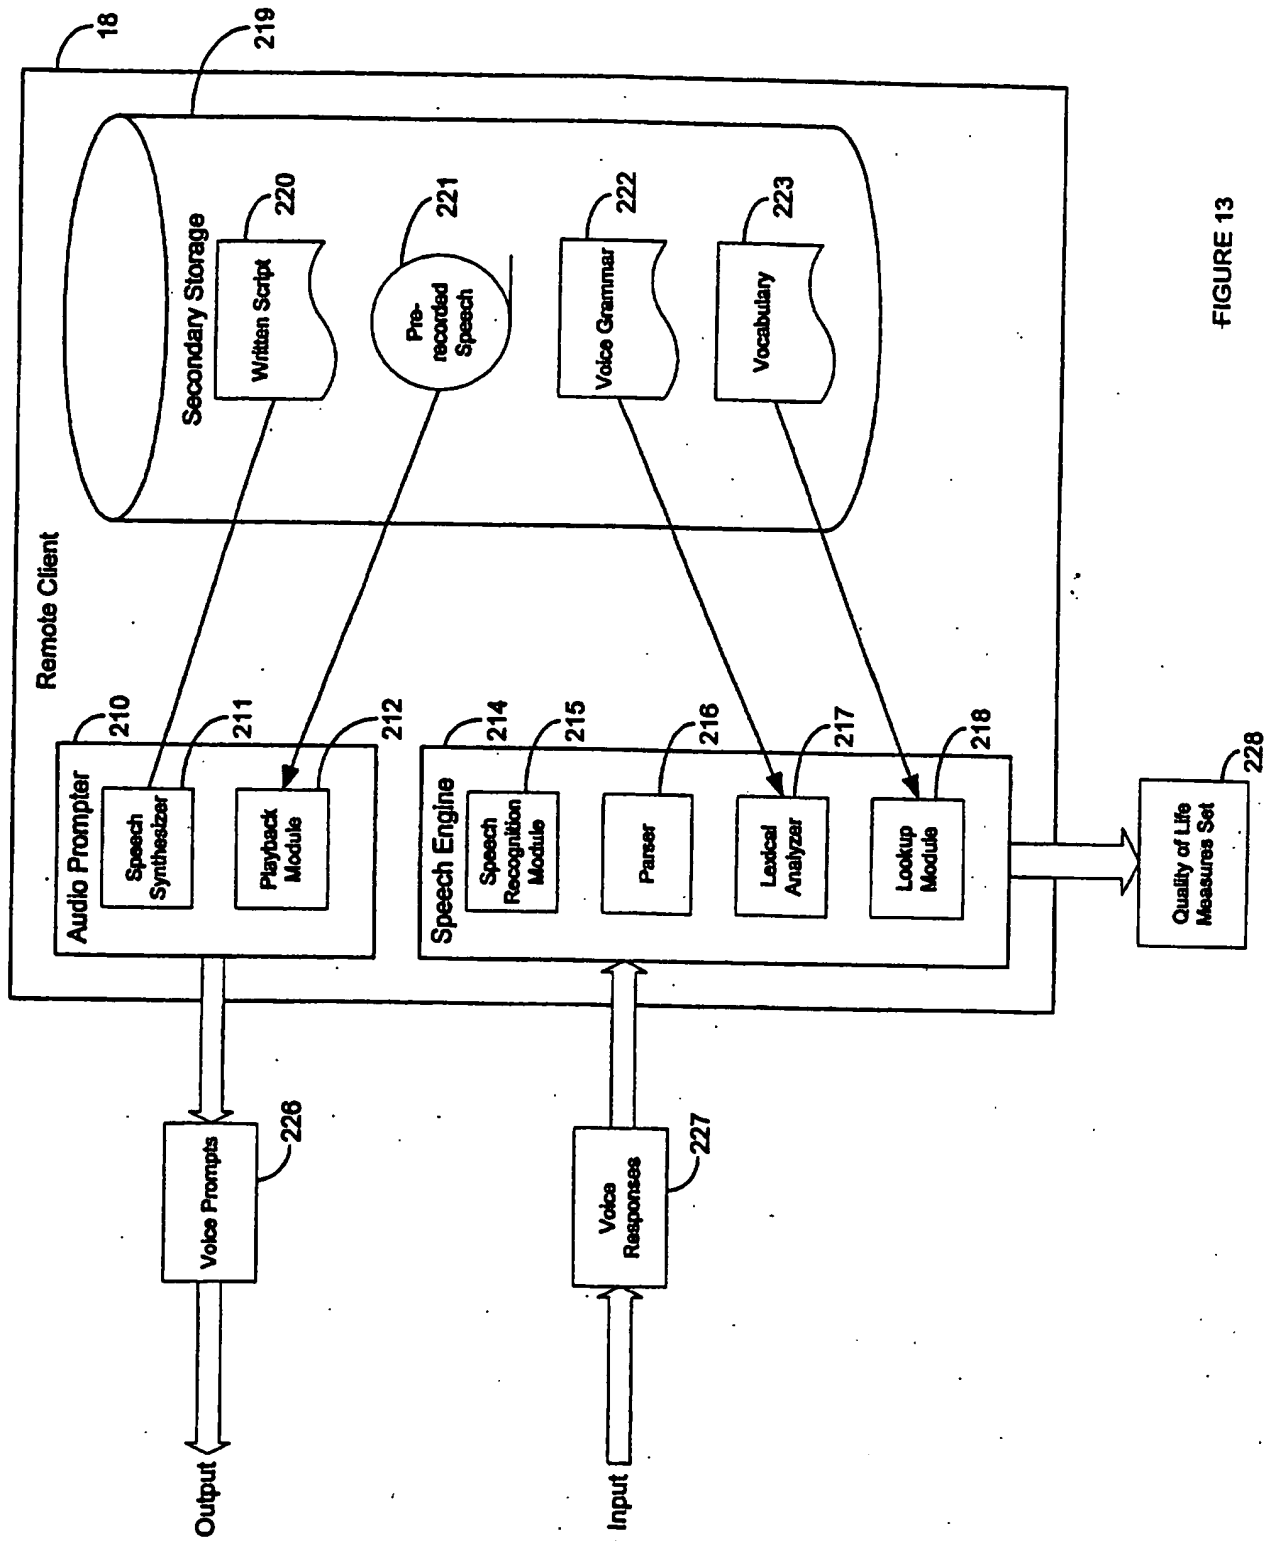 Remote Client
18
Audio Prompter
210
Speech
Synthesizer
211
Playback
Module
212
Speech Engine
214
Speech
Recognition
Module
215
Parser
216
Lexical
Analyzer
217
Lookup
Module
218
Secondary Storage
219
Written Script
220
Pre-
recorded
Speech
221
Voice Grammar
222
Vocabulary
223
Output
Voice Prompts
226
Input
Voice
Responses
227
Quality of Life
Measures Set
228
FIGURE 13